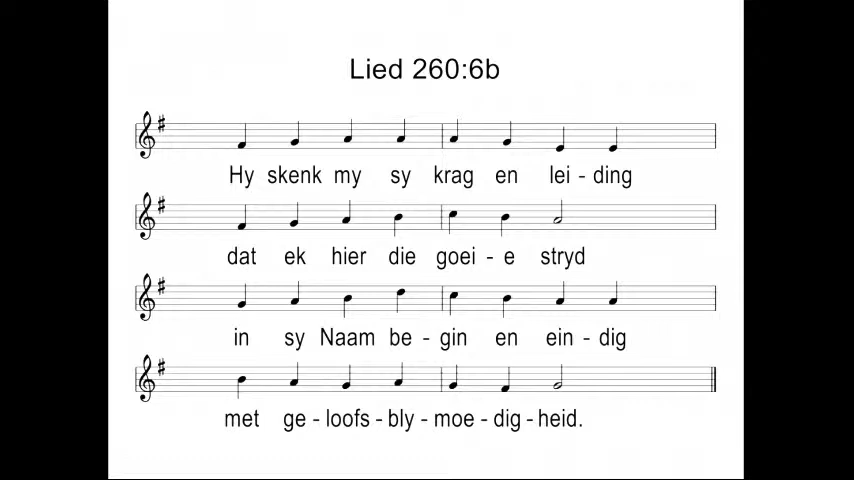 Lied 260:6b
Hy skenk my sy krag en lei - ding
dat ek hier die goei - e stryd
in sy Naam be - gin en ein - dig
met ge - loofs - bly - moe - dig - heid.